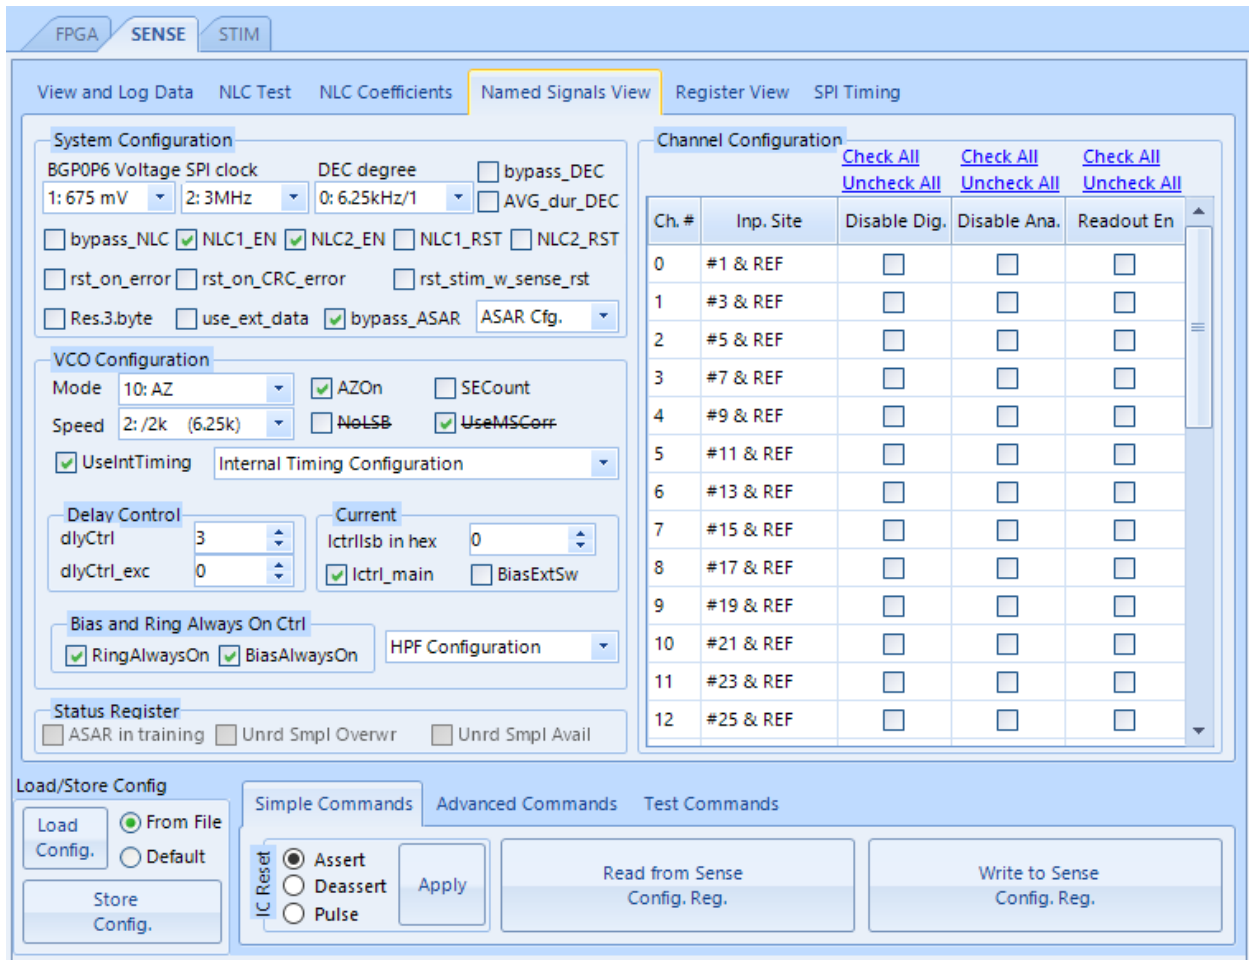 FPGA SENSE STIM
View and Log Data NLC Test NLC Coefficients Named Signals View Register View SPI Timing
System Configuration
BGP0P6 Voltage SPI clock DEC degree bypass_DEC
1: 675 mV 2: 3MHz 0: 6.25kHz/1 AVG_dur_DEC
bypass_NLC NLC1_EN NLC2_EN NLC1_RST NLC2_RST
rst_on_error rst_on_CRC_error rst_stim_w_sense_rst
Res.3.byte use_ext_data bypass_ASAR ASAR Cfg.
VCO Configuration
Mode 10: AZ AZOn SECount
Speed 2: /2k (6.25k) NoLSB UseMSCorr
UseIntTiming Internal Timing Configuration
Delay Control
dlyCtrl 3
dlyCtrl_exc 0
Current
Ictrllsb in hex 0
Ictrl_main BiasExtSw
Bias and Ring Always On Ctrl
RingAlwaysOn BiasAlwaysOn HPF Configuration
Status Register
ASAR in training Unrd Smpl Overwr Unrd Smpl Avail
Channel Configuration
Check All Check All Check All
Uncheck All Uncheck All Uncheck All
Ch. # Inp. Site Disable Dig. Disable Ana. Readout En
0 #1 & REF
1 #3 & REF
2 #5 & REF
3 #7 & REF
4 #9 & REF
5 #11 & REF
6 #13 & REF
7 #15 & REF
8 #17 & REF
9 #19 & REF
10 #21 & REF
11 #23 & REF
12 #25 & REF
Load/Store Config
Load
Config.
From File
Default
Store
Config.
Simple Commands Advanced Commands Test Commands
IC Reset
Assert
Deassert
Pulse
Apply
Read from Sense
Config. Reg.
Write to Sense
Config. Reg.